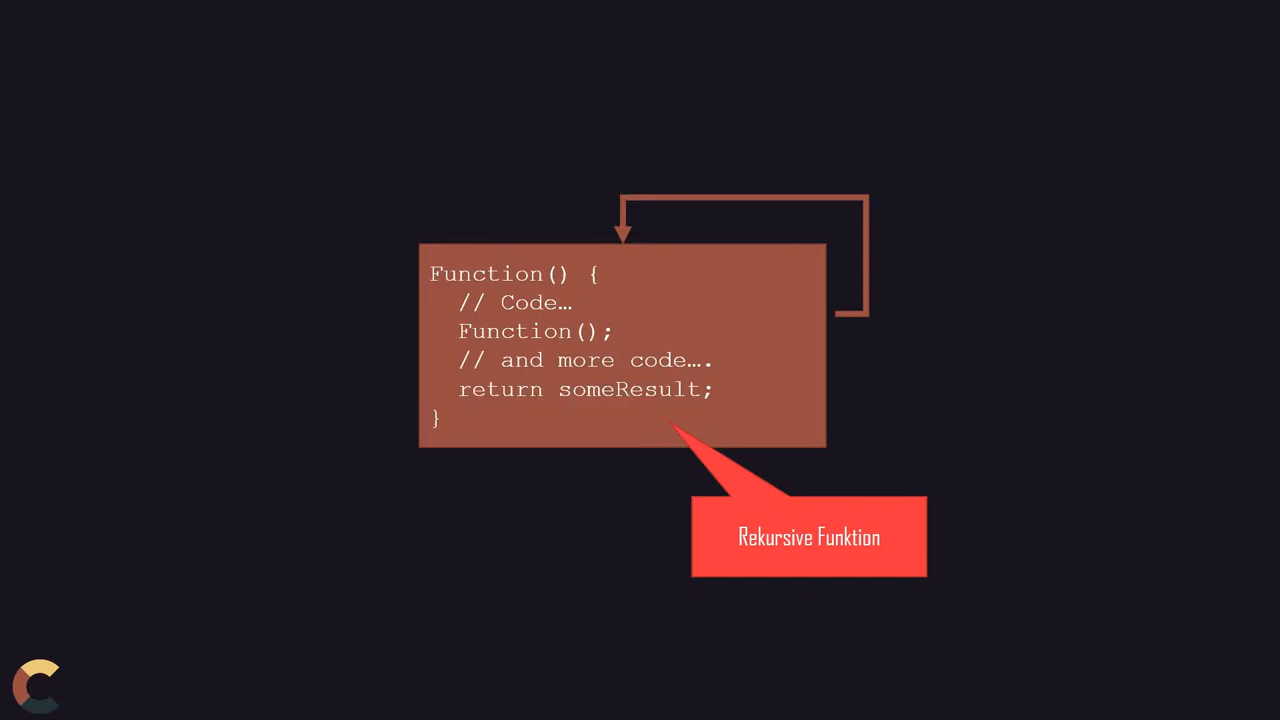 Function() {
  // Code…
  Function();
  // and more code….
  return someResult;
}
Rekursive Funktion